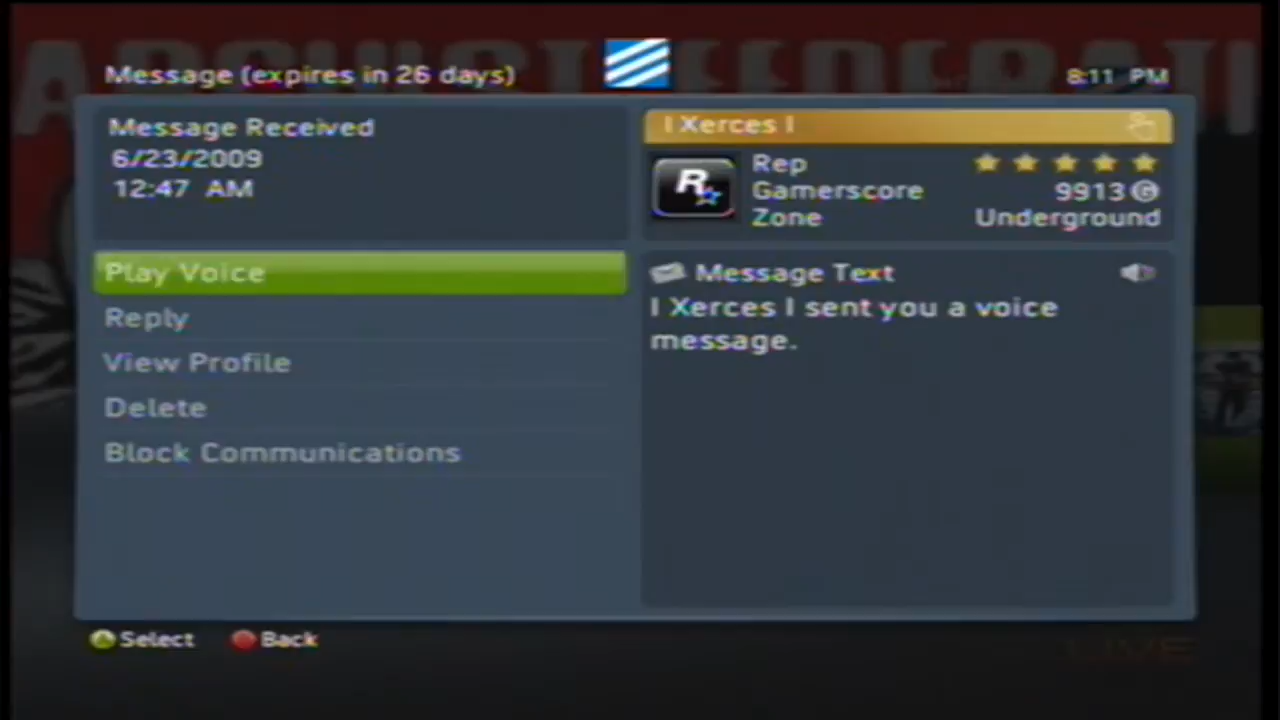 Message (expires in 26 days)
8:11 PM
Message Received
6/23/2009
12:47 AM
I Xerces I
R
Rep
Gamerscore 9913 G
Zone Underground
Play Voice
Reply
View Profile
Delete
Block Communications
Message Text
I Xerces I sent you a voice
message.
A Select
Back
LIVE